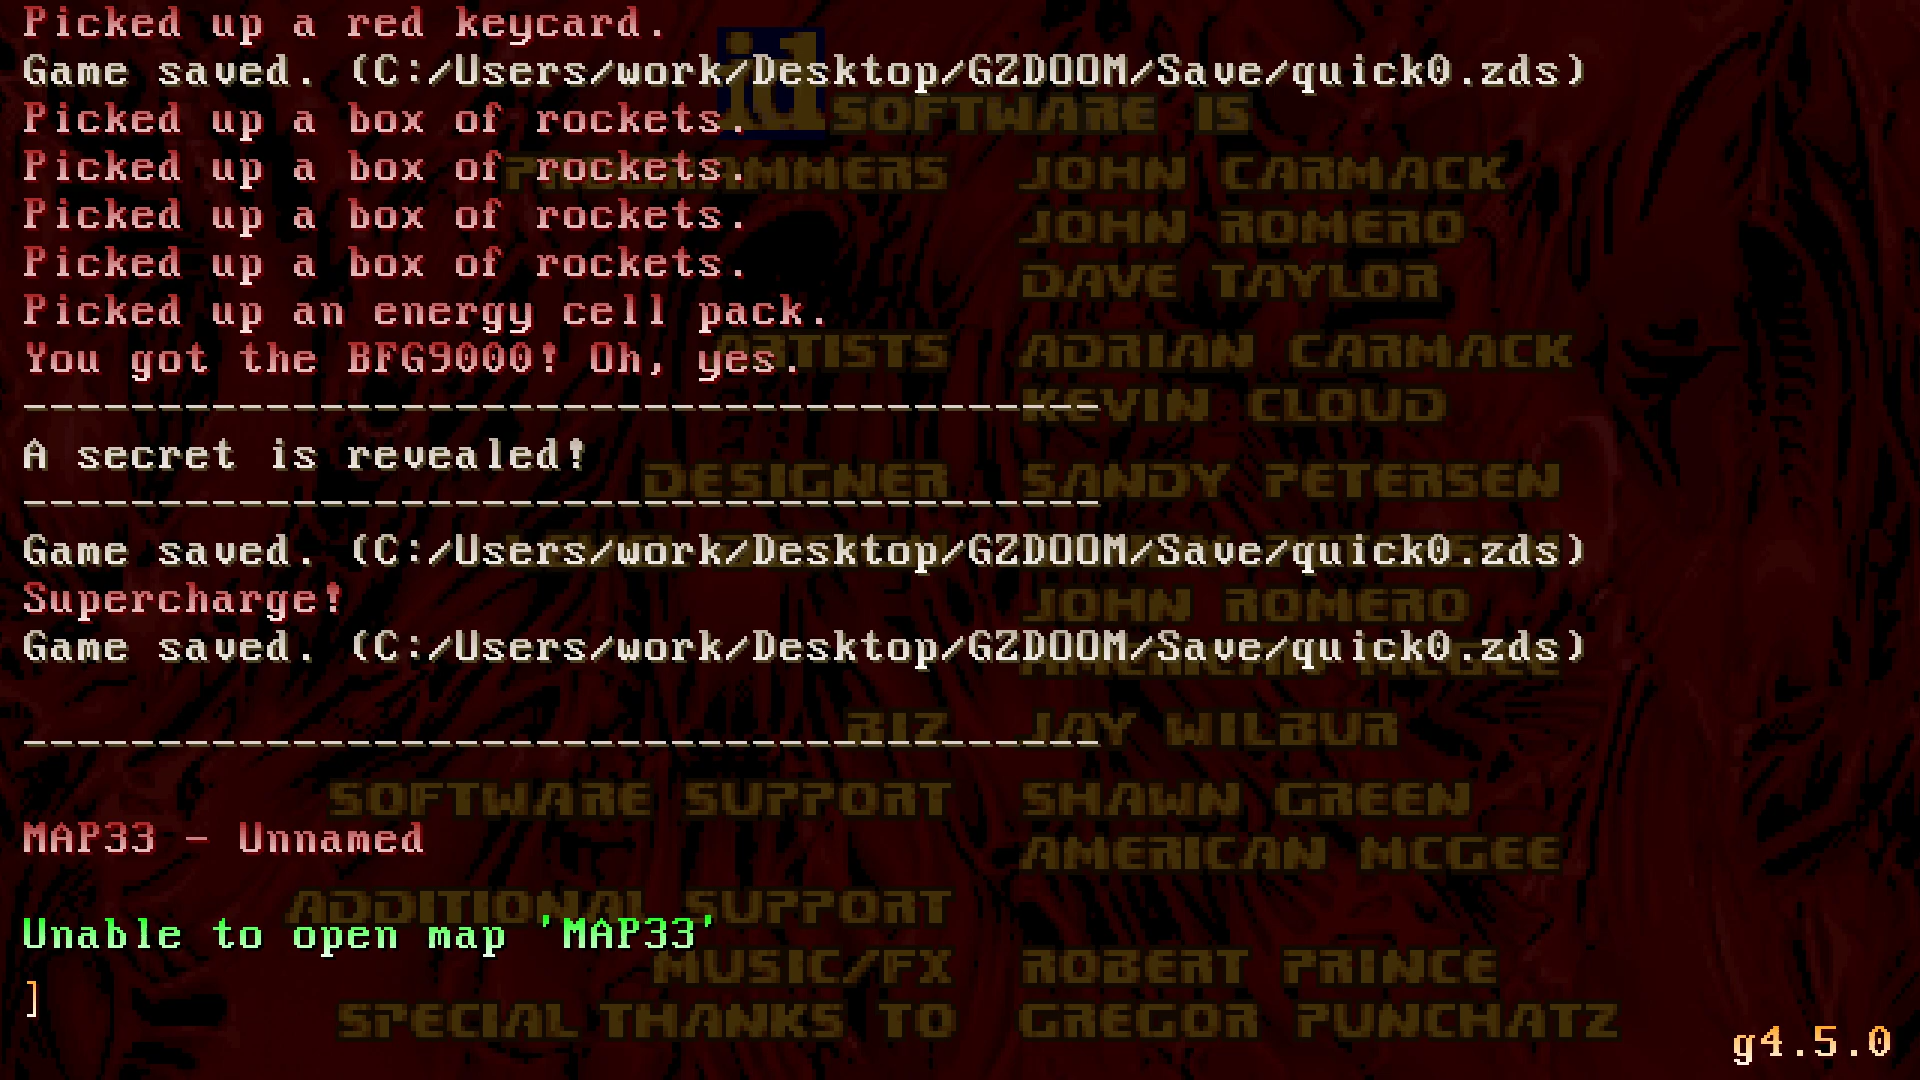 Picked up a red keycard.
Game saved. (C:/Users/work/Desktop/GZDOOM/Save/quick0.zds)
id SOFTWARE IS
Picked up a box of rockets.
Picked up a box of rockets.
PROGRAMMERS JOHN CARMACK
Picked up a box of rockets.
JOHN ROMERO
Picked up a box of rockets.
DAVE TAYLOR
Picked up an energy cell pack.
You got the BFG9000! Oh, yes.
ARTISTS ADRIAN CARMACK
----------------------------------------
KEVIN CLOUD
A secret is revealed!
DESIGNER SANDY PETERSEN
----------------------------------------
Game saved. (C:/Users/work/Desktop/GZDOOM/Save/quick0.zds)
Supercharge!
JOHN ROMERO
Game saved. (C:/Users/work/Desktop/GZDOOM/Save/quick0.zds)
AMERICAN MCGEE
BIZ JAY WILBUR
----------------------------------------
SOFTWARE SUPPORT SHAWN GREEN
MAP33 - Unnamed
AMERICAN MCGEE
ADDITIONAL SUPPORT
Unable to open map 'MAP33'
MUSIC/FX ROBERT PRINCE
]
SPECIAL THANKS TO GREGOR PUNCHATZ
g4.5.0